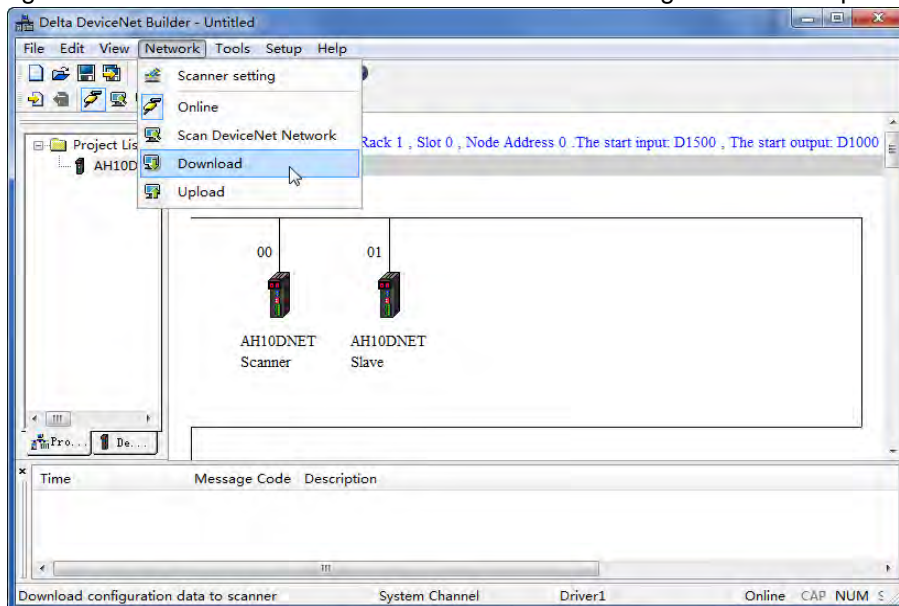 Delta DeviceNet Builder - Untitled
File Edit View Network Tools Setup Help
Scanner setting
Online
Scan DeviceNet Network
Download
Upload
Project Lis
AH10D
Rack 1 , Slot 0 , Node Address 0 .The start input: D1500 , The start output: D1000
00 01
AH10DNET AH10DNET
Scanner Slave
Pro... De...
Time Message Code Description
Download configuration data to scanner System Channel Driver1 Online CAP NUM S